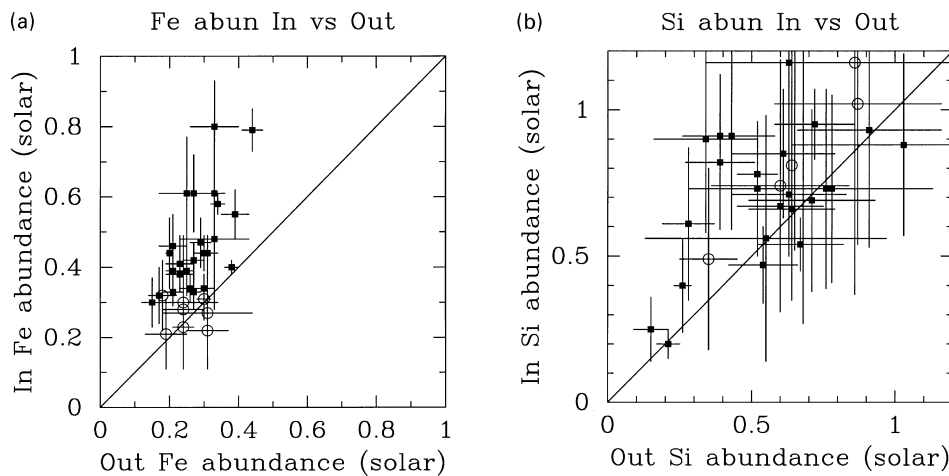 (a) Fe abun In vs Out
In Fe abundance (solar)
1
0.8
0.6
0.4
0.2
0
0 0.2 0.4 0.6 0.8 1
Out Fe abundance (solar)
(b) Si abun In vs Out
In Si abundance (solar)
1
0.5
0
0 0.5 1
Out Si abundance (solar)